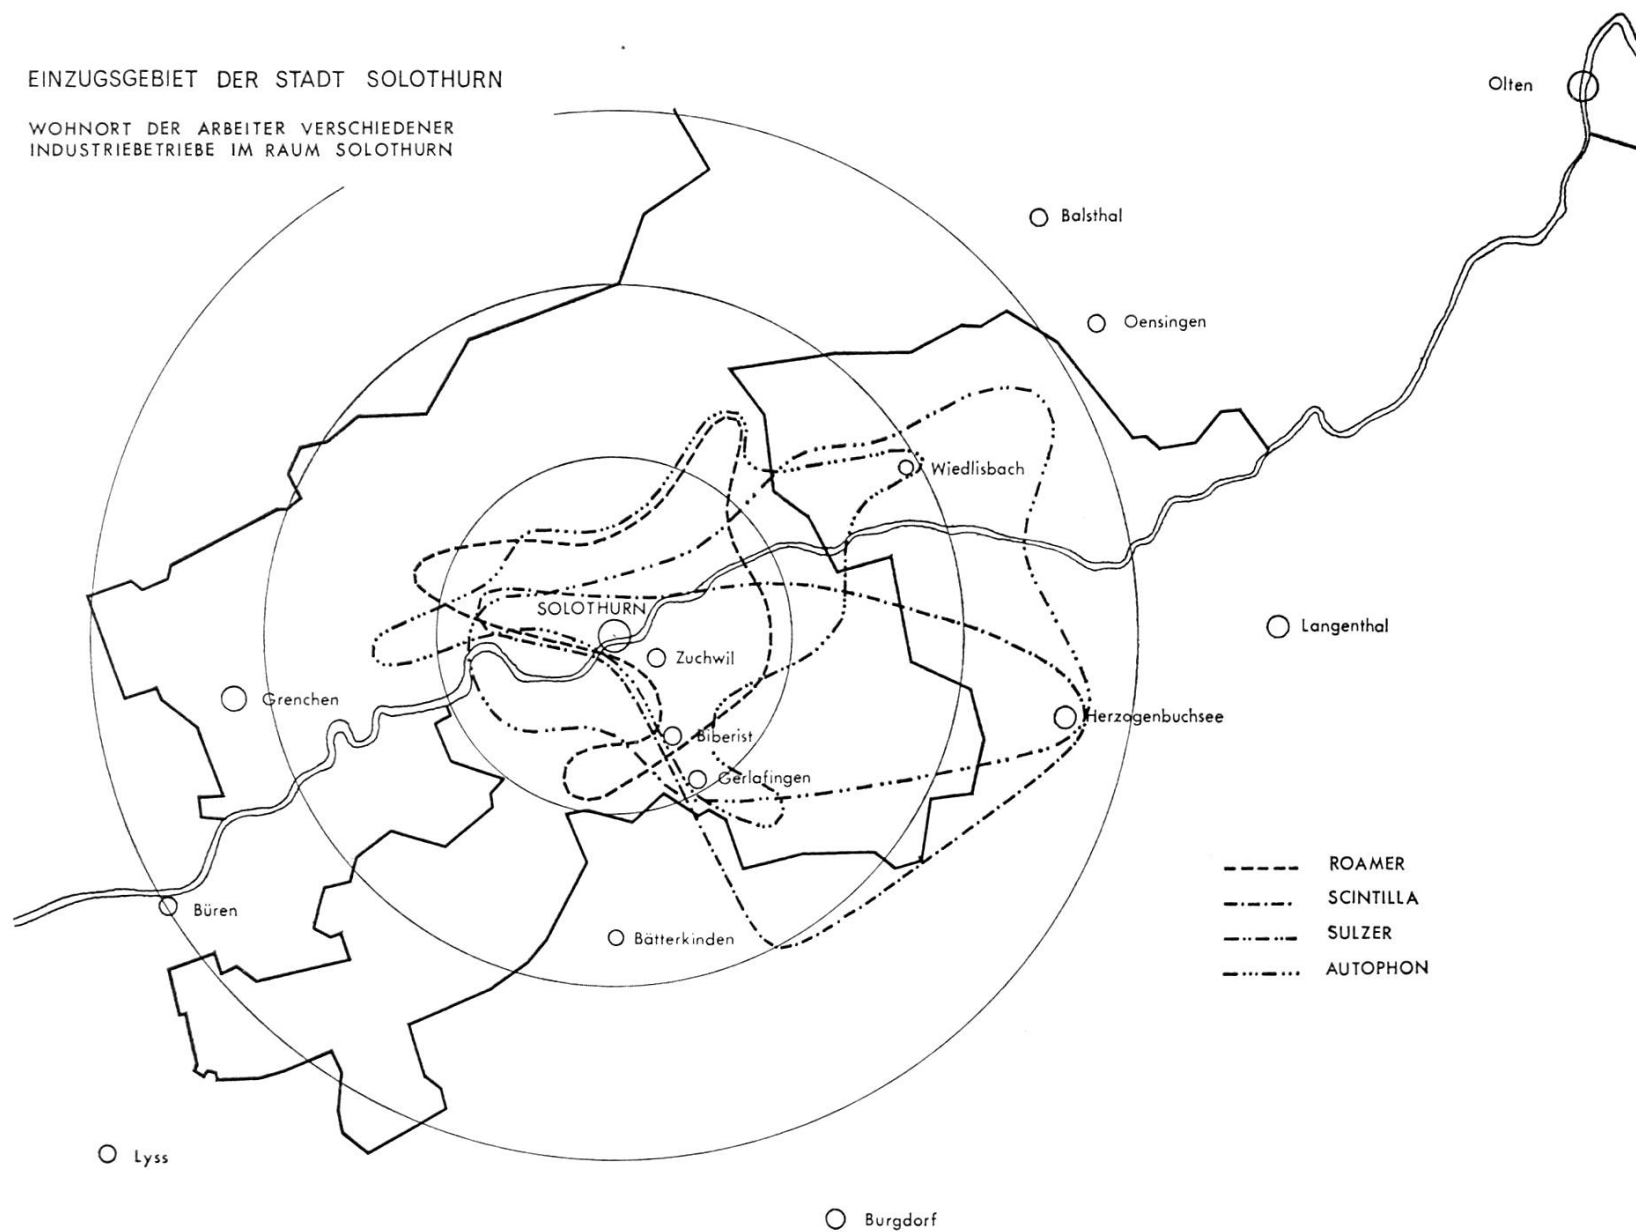 EINZUGSGEBIET DER STADT SOLOTHURN
WOHNORT DER ARBEITER VERSCHIEDENER
INDUSTRIEBETRIEBE IM RAUM SOLOTHURN
Olten
Balsthal
Oensingen
Wiedlisbach
SOLOTHURN
Langenthal
Zuchwil
Grenchen
Herzogenbuchsee
Biberist
Gerlafingen
ROAMER
SCINTILLA
Büren
SULZER
Bätterkinden
AUTOPHON
Lyss
Burgdorf